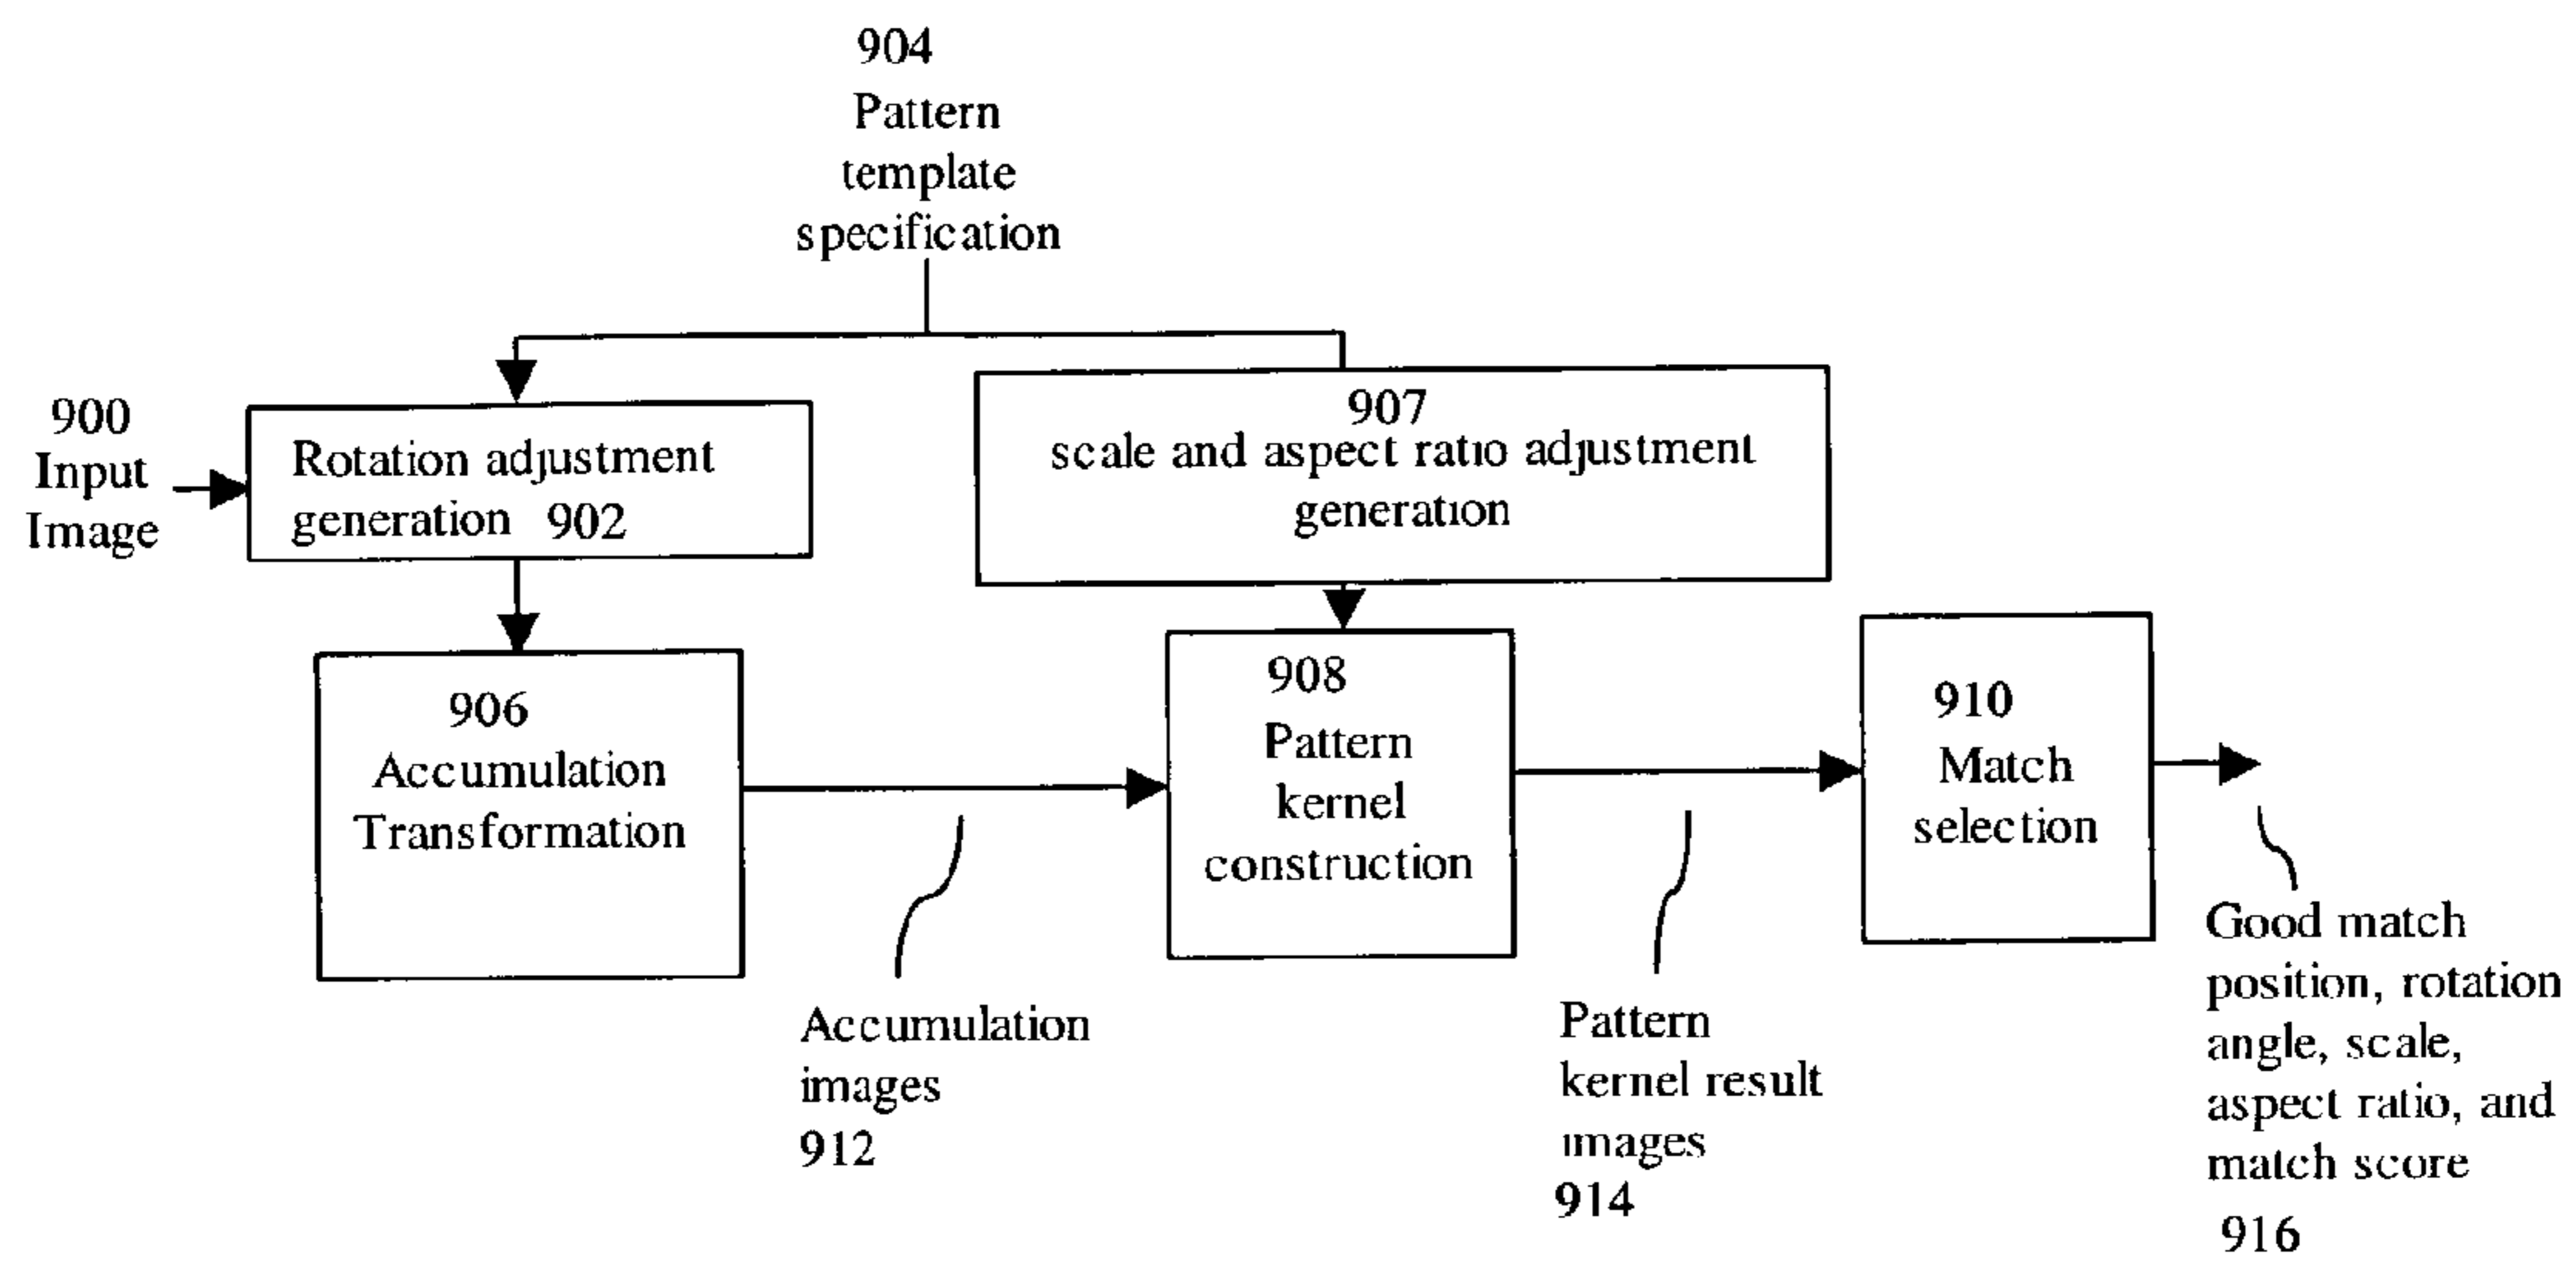 904
Pattern
template
specification
900
Input
Image
Rotation adjustment
generation 902
907
scale and aspect ratio adjustment
generation
906
Accumulation
Transformation
908
Pattern
kernel
construction
910
Match
selection
Accumulation
images
912
Pattern
kernel result
images
914
Good match
position, rotation
angle, scale,
aspect ratio, and
match score
916